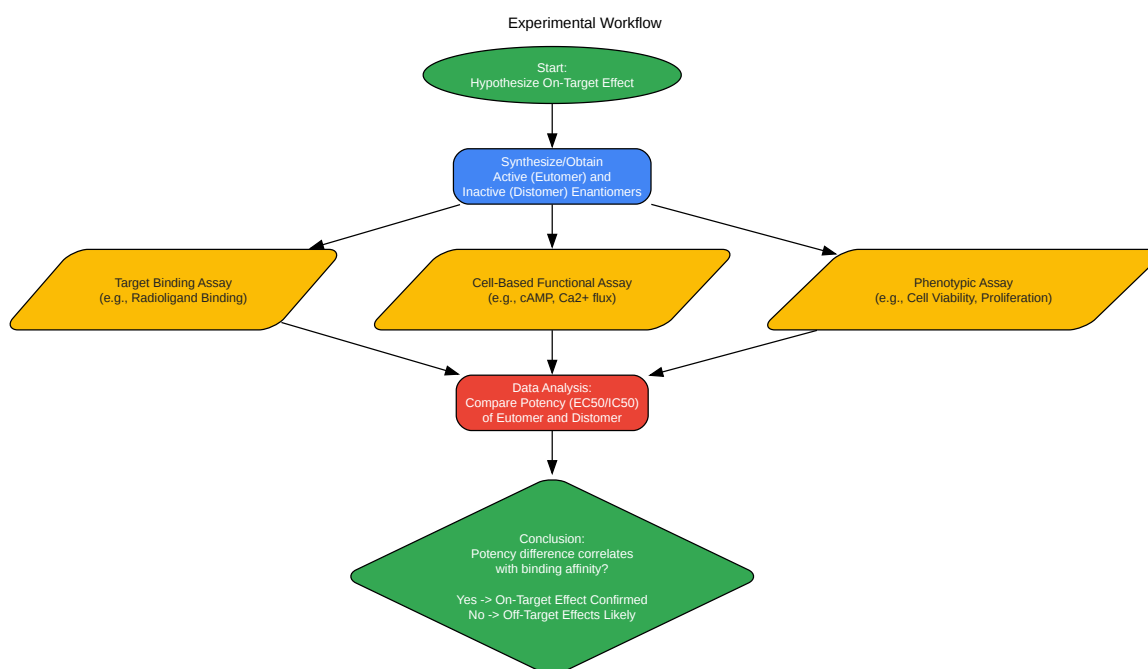 Experimental Workflow
Start:
Hypothesize On-Target Effect
Synthesize/Obtain
Active (Eutomer) and
Inactive (Distomer) Enantiomers
Target Binding Assay
(e.g., Radioligand Binding)
Cell-Based Functional Assay
(e.g., cAMP, Ca2+ flux)
Phenotypic Assay
(e.g., Cell Viability, Proliferation)
Data Analysis:
Compare Potency (EC50/IC50)
of Eutomer and Distomer
Conclusion:
Potency difference correlates
with binding affinity?
Yes -> On-Target Effect Confirmed
No -> Off-Target Effects Likely